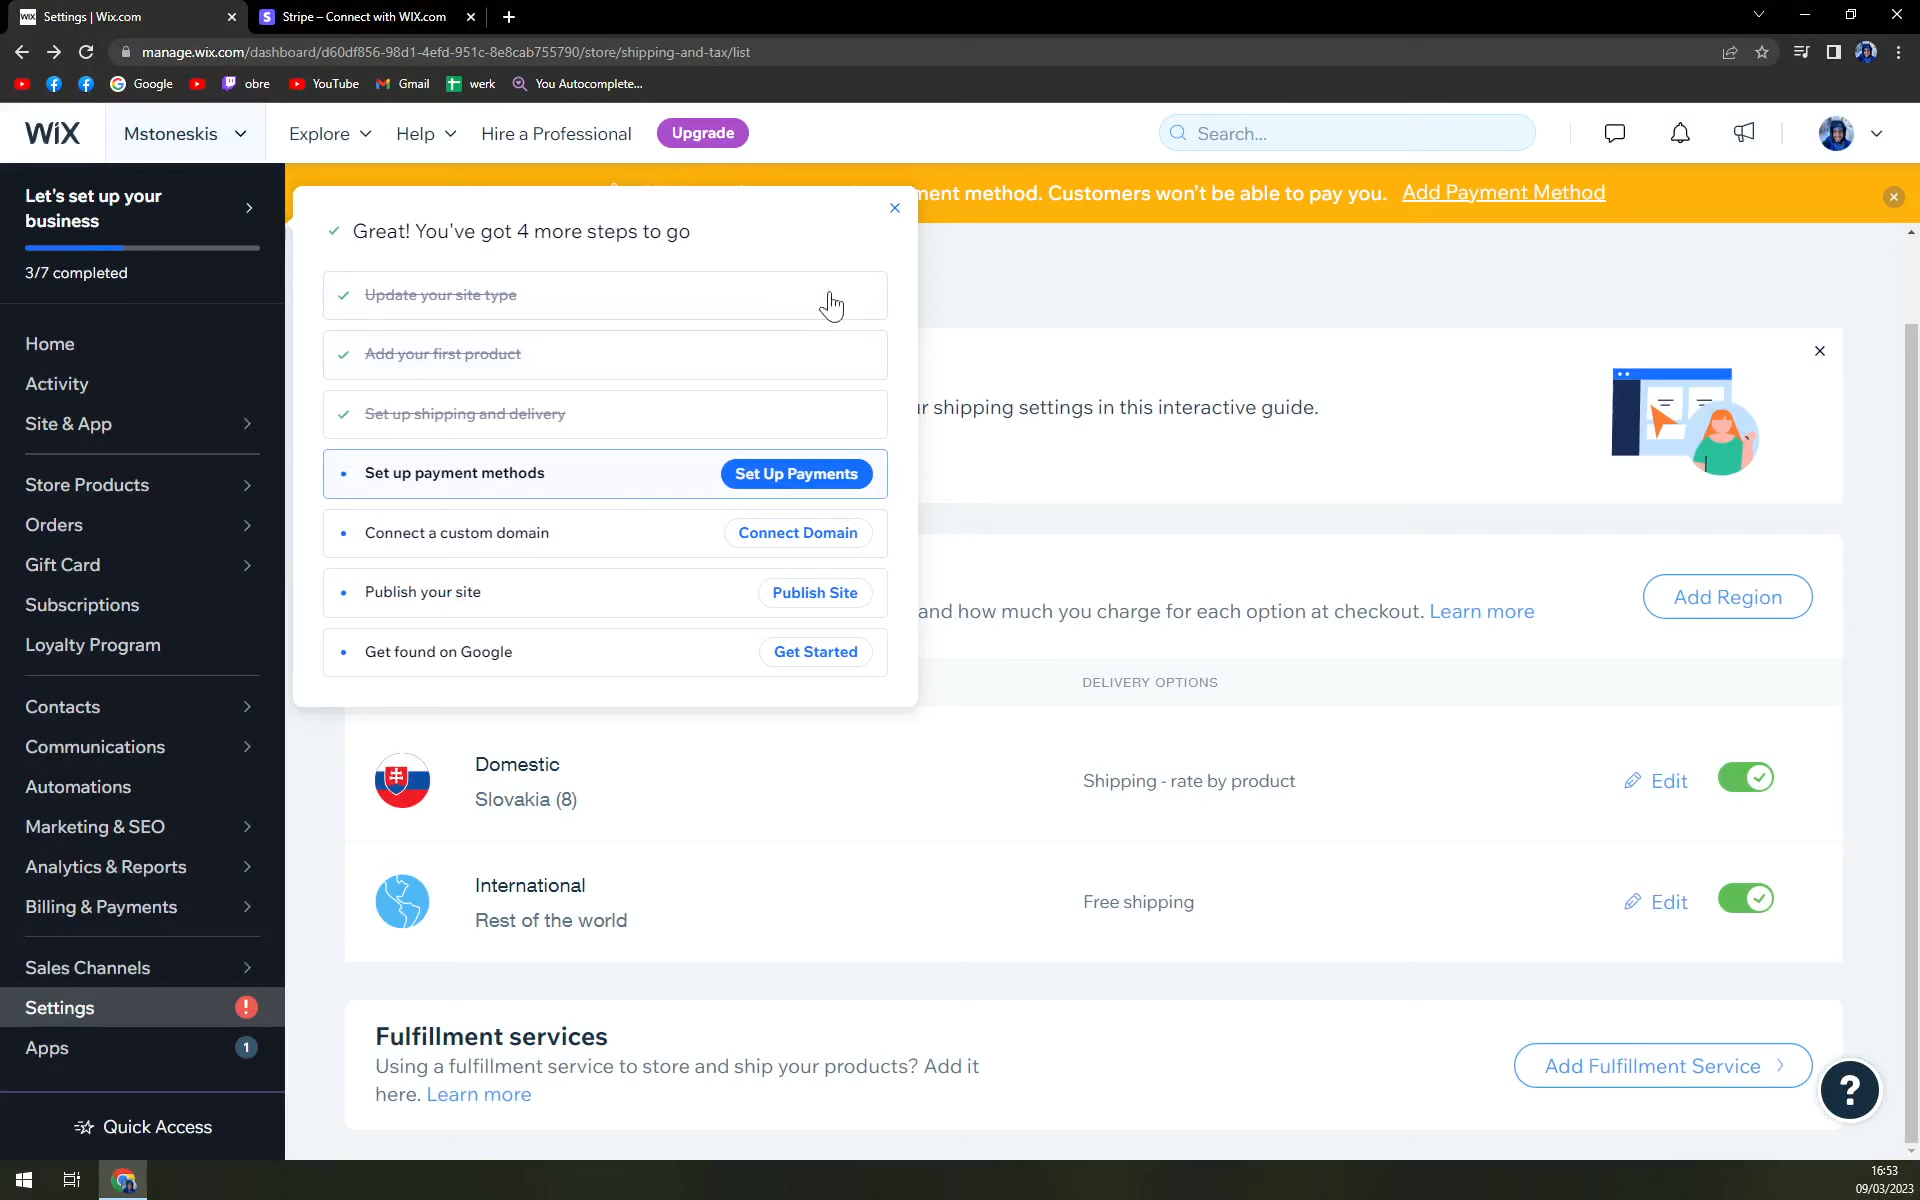 Settings | Wix.com
Stripe – Connect with WIX.com
manage.wix.com/dashboard/d60df856-98d1-4efd-951c-8e8cab755790/store/shipping-and-tax/list
Google
obre
YouTube
Gmail
werk
You Autocomplete...
WiX
Mstoneskis
Explore
Help
Hire a Professional
Upgrade
Search...
Let's set up your
business
3/7 completed
Home
Activity
Site & App
Store Products
Orders
Gift Card
Subscriptions
Loyalty Program
Contacts
Communications
Automations
Marketing & SEO
Analytics & Reports
Billing & Payments
Sales Channels
Settings
!
Apps
1
Quick Access
ment method. Customers won't be able to pay you. Add Payment Method
Great! You've got 4 more steps to go
Update your site type
Add your first product
Set up shipping and delivery
Set up payment methods
Set Up Payments
Connect a custom domain
Connect Domain
Publish your site
Publish Site
Get found on Google
Get Started
r shipping settings in this interactive guide.
and how much you charge for each option at checkout. Learn more
Add Region
DELIVERY OPTIONS
Domestic
Slovakia (8)
Shipping - rate by product
Edit
International
Rest of the world
Free shipping
Edit
Fulfillment services
Using a fulfillment service to store and ship your products? Add it
here. Learn more
Add Fulfillment Service
?
16:53
09/03/2023